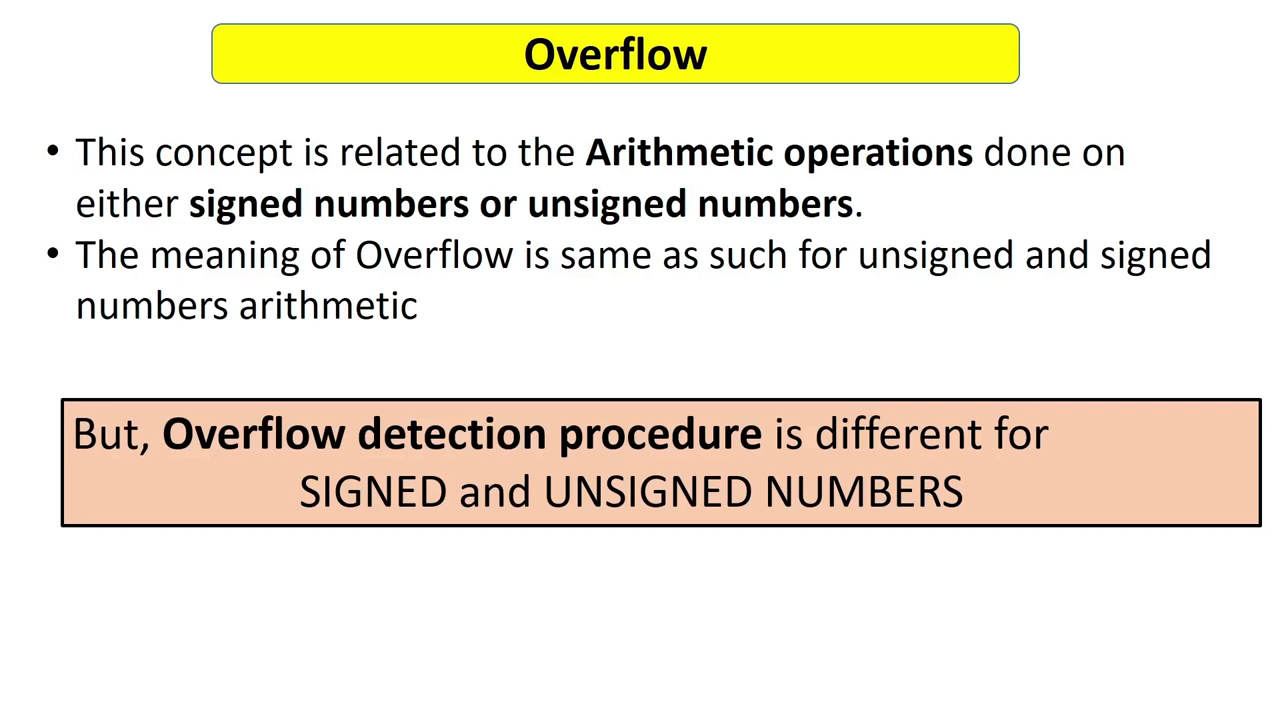 Overflow
• This concept is related to the Arithmetic operations done on
either signed numbers or unsigned numbers.
• The meaning of Overflow is same as such for unsigned and signed
numbers arithmetic
But, Overflow detection procedure is different for
SIGNED and UNSIGNED NUMBERS